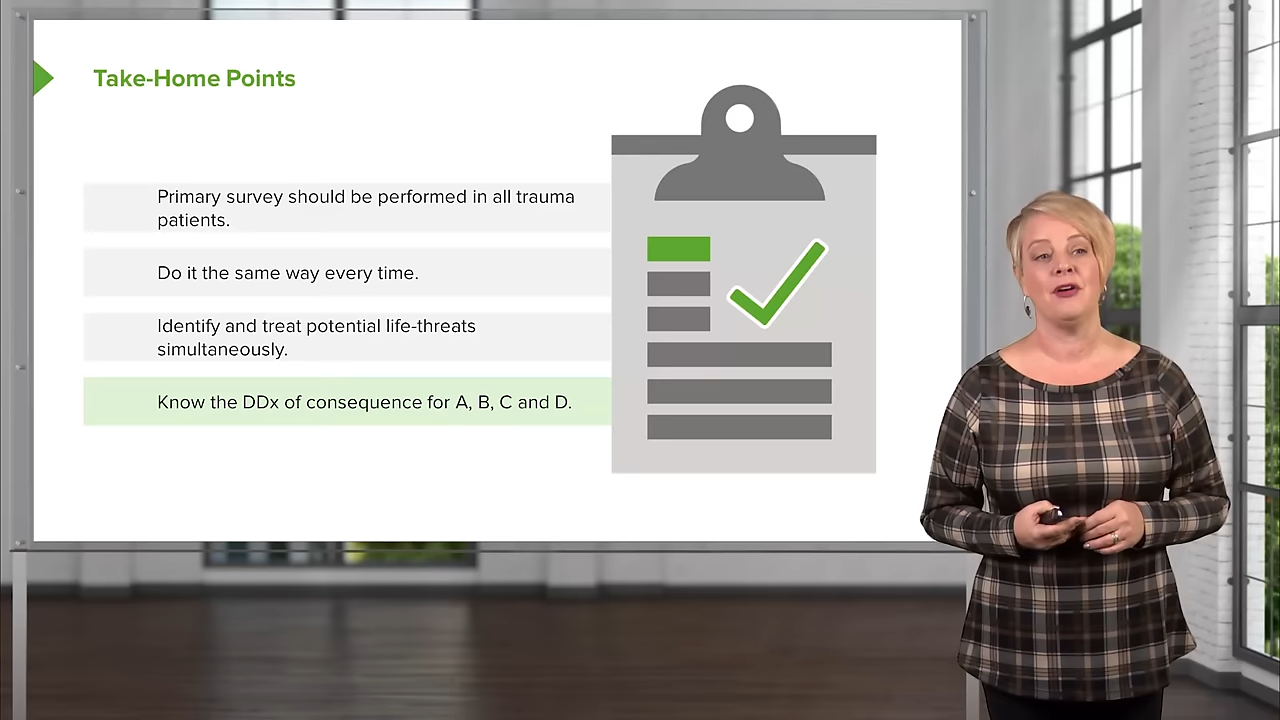 Take-Home Points
Primary survey should be performed in all trauma
patients.
Do it the same way every time.
Identify and treat potential life-threats
simultaneously.
Know the DDx of consequence for A, B, C and D.